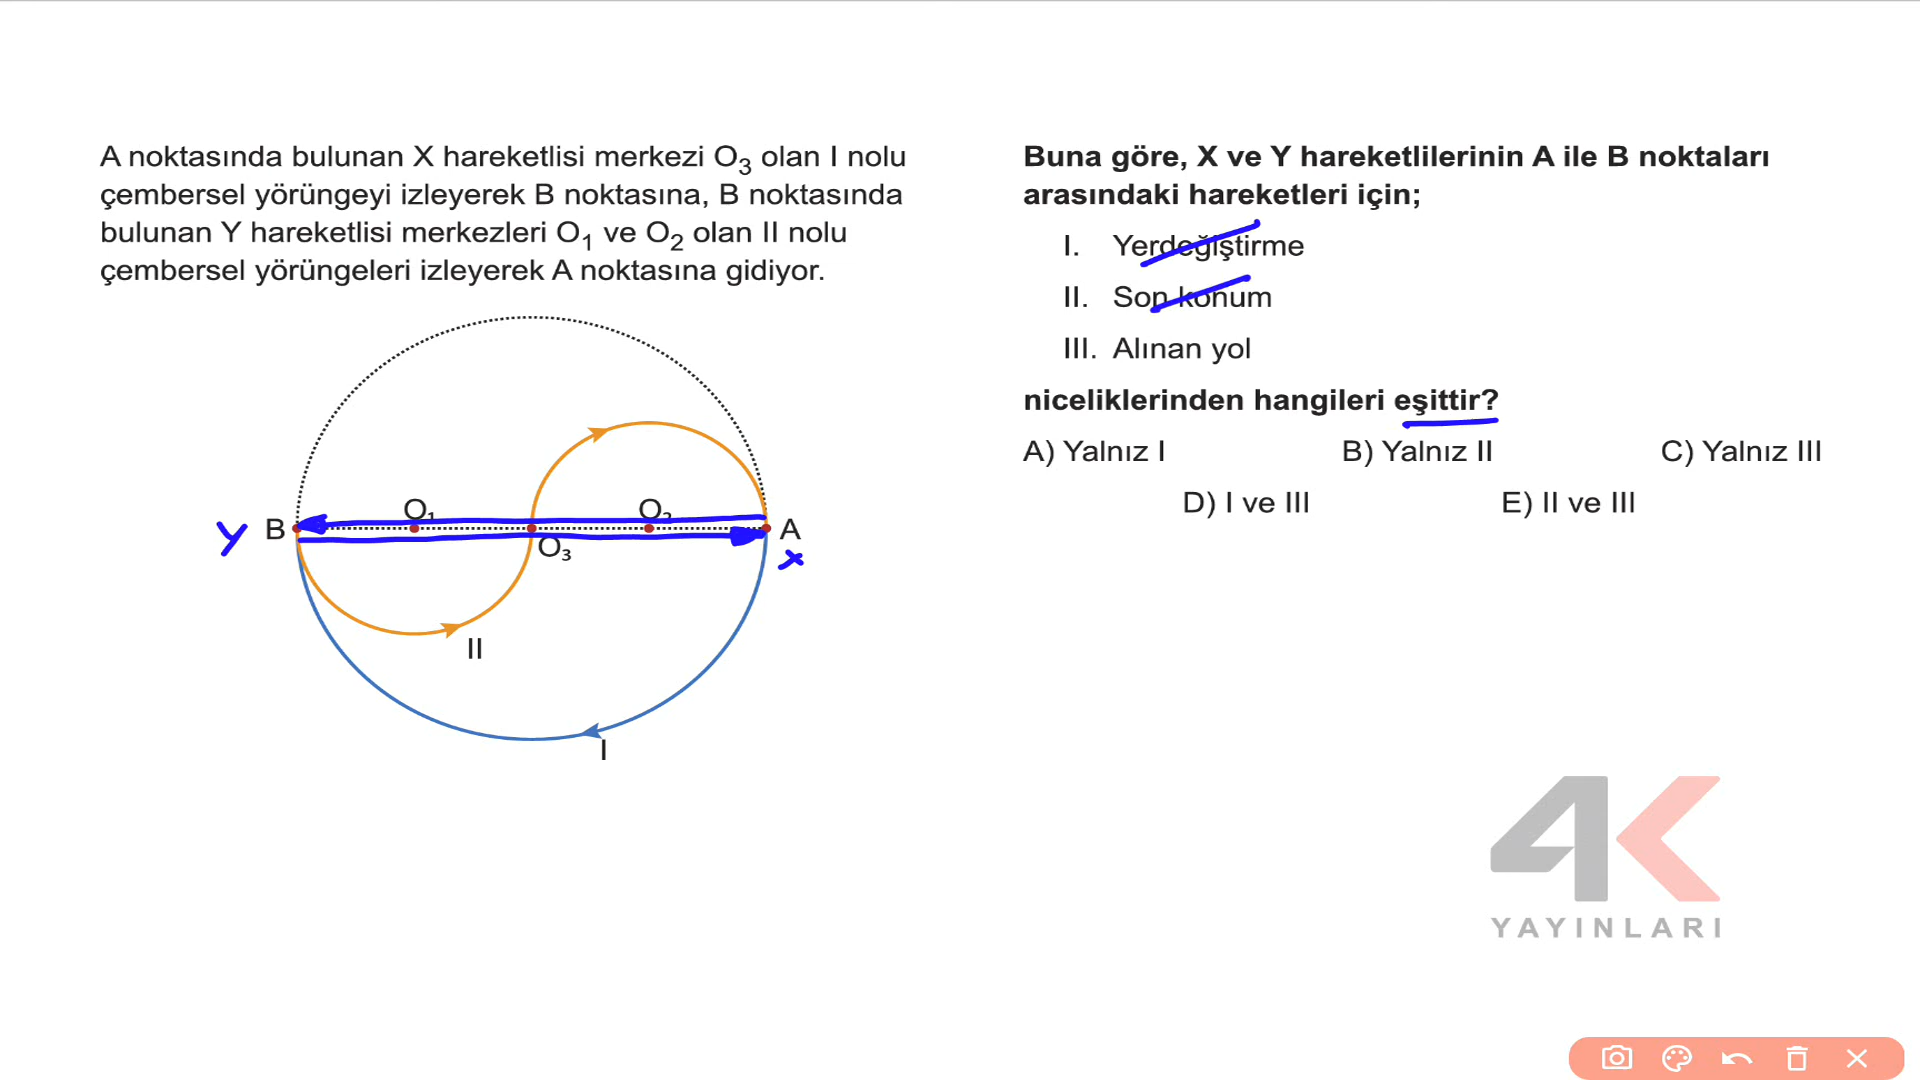 A noktasında bulunan X hareketlisi merkezi O₃ olan I nolu
çembersel yörüngeyi izleyerek B noktasına, B noktasında
bulunan Y hareketlisi merkezleri O₁ ve O₂ olan II nolu
çembersel yörüngeleri izleyerek A noktasına gidiyor.
O₁
O₂
Y
B
A
O₃
X
II
I
Buna göre, X ve Y hareketlilerinin A ile B noktaları
arasındaki hareketleri için;
I. Yerdeğiştirme
II. Son konum
III. Alınan yol
niceliklerinden hangileri eşittir?
A) Yalnız I B) Yalnız II C) Yalnız III
D) I ve III E) II ve III
4K
YAYINLARI